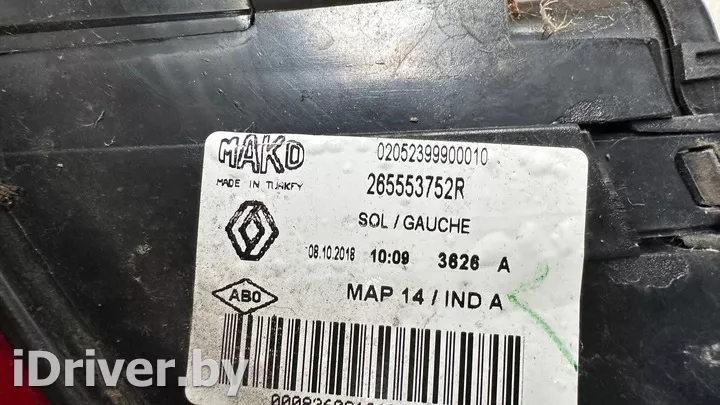 MAKO
MADE IN TURKEY
02052399900010
265553752R
SOL / GAUCHE
08.10.2018 10:09 3626 A
ABO
MAP 14 / IND A
iDriver.by